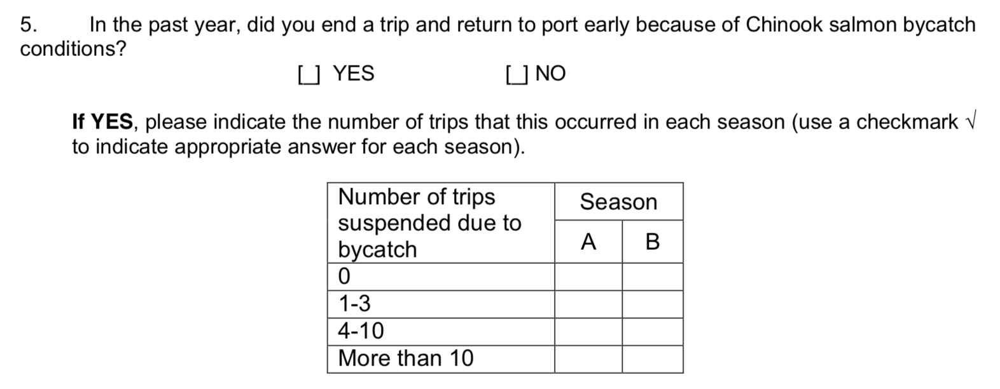 5. In the past year, did you end a trip and return to port early because of Chinook salmon bycatch
conditions?
[_] YES [_] NO
If YES, please indicate the number of trips that this occurred in each season (use a checkmark √
to indicate appropriate answer for each season).
Number of trips
suspended due to
bycatch
Season
A B
0
1-3
4-10
More than 10